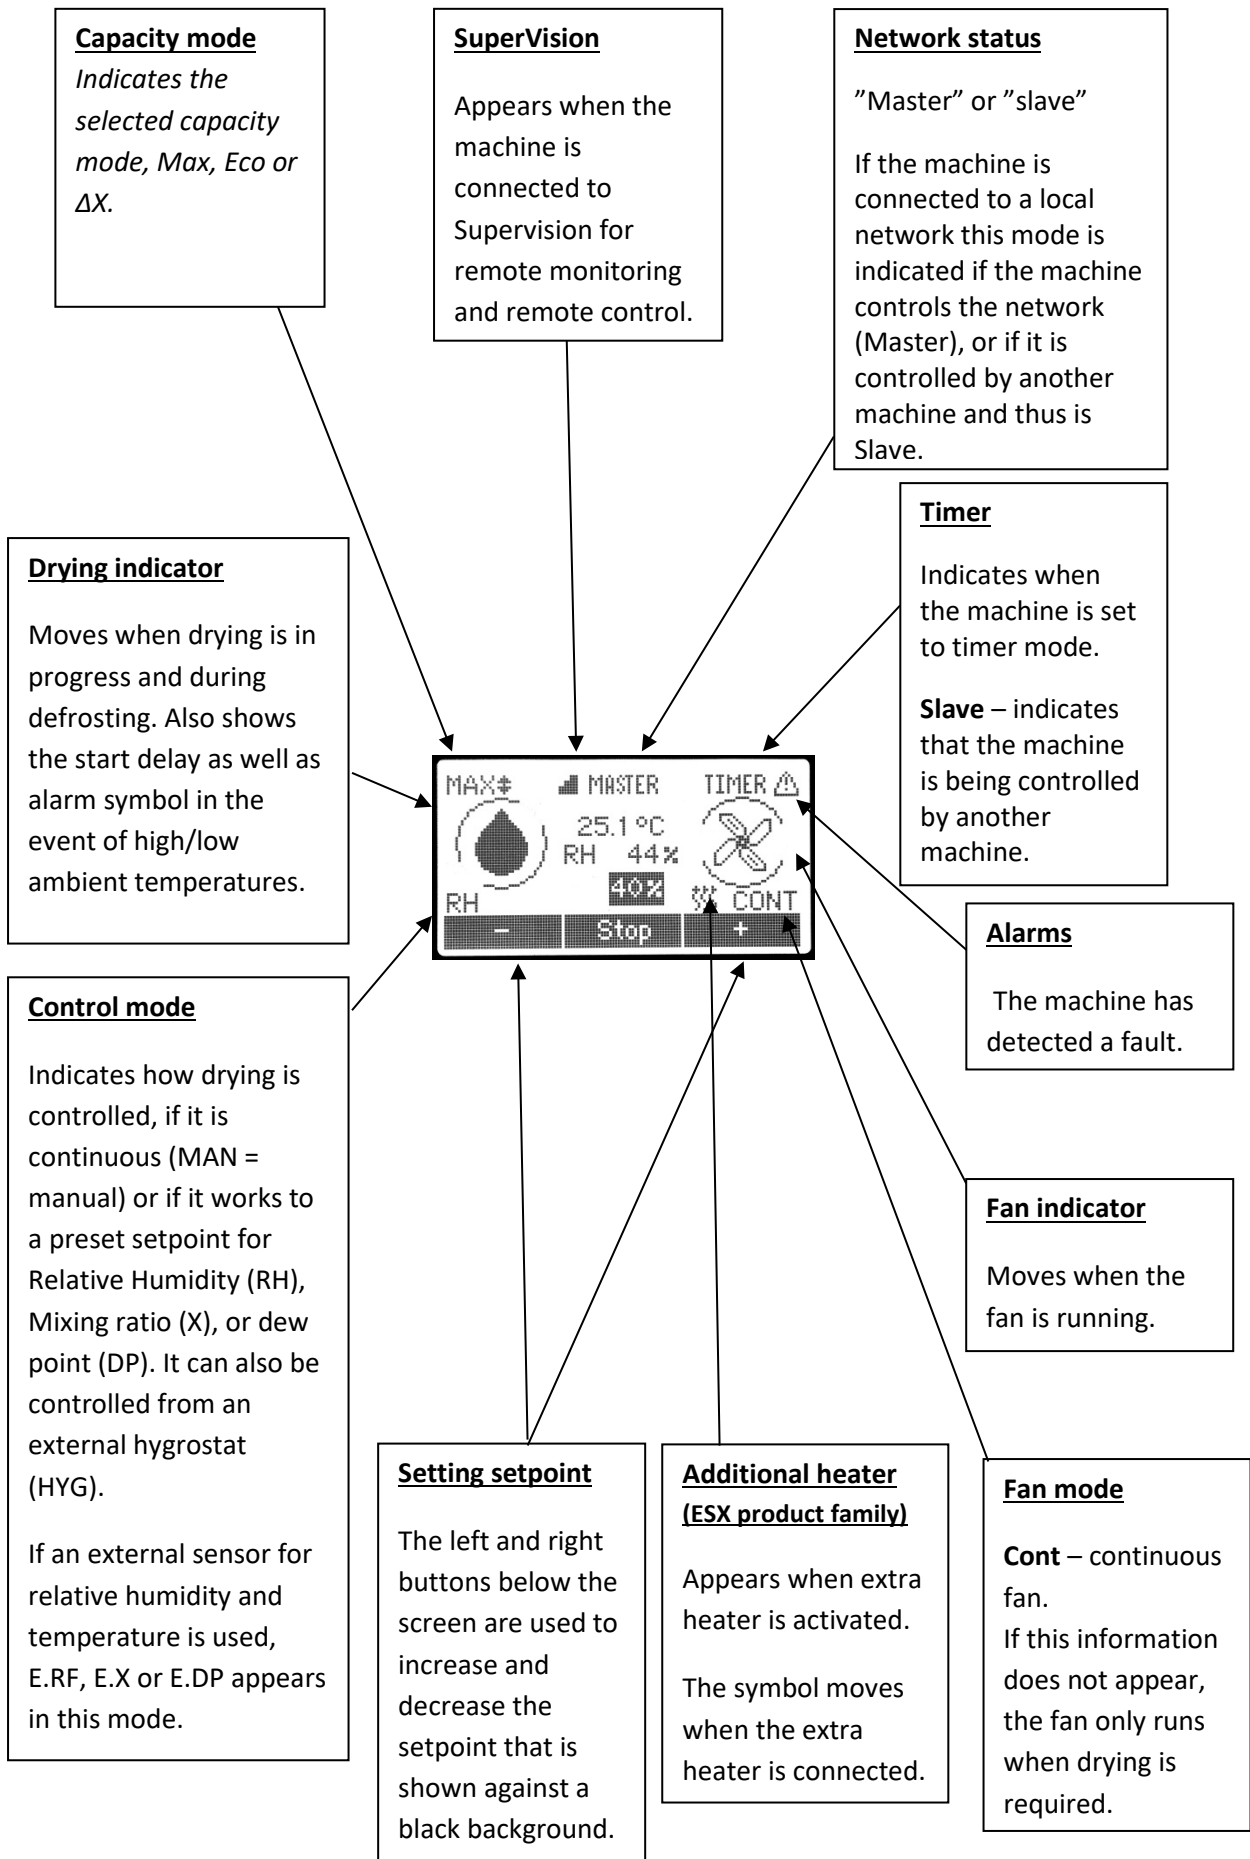 Capacity mode
Indicates the
selected capacity
mode, Max, Eco or
ΔX.
SuperVision
Appears when the
machine is
connected to
Supervision for
remote monitoring
and remote control.
Network status
”Master” or ”slave”
If the machine is
connected to a local
network this mode is
indicated if the machine
controls the network
(Master), or if it is
controlled by another
machine and thus is
Slave.
Timer
Indicates when
the machine is set
to timer mode.
Slave – indicates
that the machine
is being controlled
by another
machine.
Drying indicator
Moves when drying is in
progress and during
defrosting. Also shows
the start delay as well as
alarm symbol in the
event of high/low
ambient temperatures.
MAX MASTER TIMER
25.1 °C
RH 44%
40%
RH CONT
- Stop +
Alarms
The machine has
detected a fault.
Control mode
Indicates how drying is
controlled, if it is
continuous (MAN =
manual) or if it works to
a preset setpoint for
Relative Humidity (RH),
Mixing ratio (X), or dew
point (DP). It can also be
controlled from an
external hygrostat
(HYG).
If an external sensor for
relative humidity and
temperature is used,
E.RF, E.X or E.DP appears
in this mode.
Fan indicator
Moves when the
fan is running.
Setting setpoint
The left and right
buttons below the
screen are used to
increase and
decrease the
setpoint that is
shown against a
black background.
Additional heater
(ESX product family)
Appears when extra
heater is activated.
The symbol moves
when the extra
heater is connected.
Fan mode
Cont – continuous
fan.
If this information
does not appear,
the fan only runs
when drying is
required.